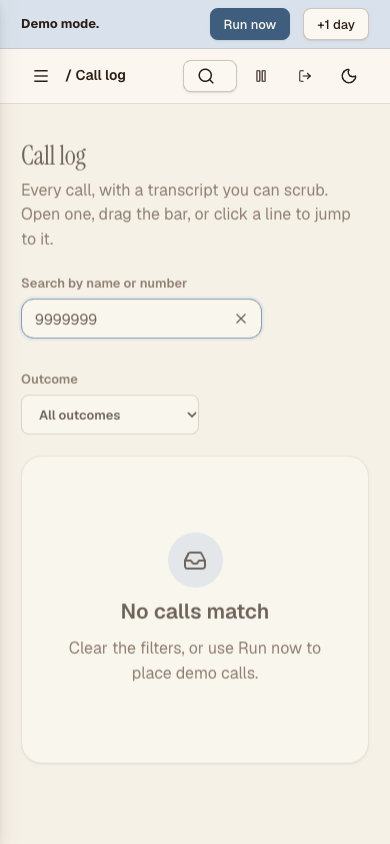 Demo mode.
Run now
+1 day
/ Call log
Call log
Every call, with a transcript you can scrub.
Open one, drag the bar, or click a line to jump
to it.
Search by name or number
9999999
Outcome
All outcomes
No calls match
Clear the filters, or use Run now to
place demo calls.